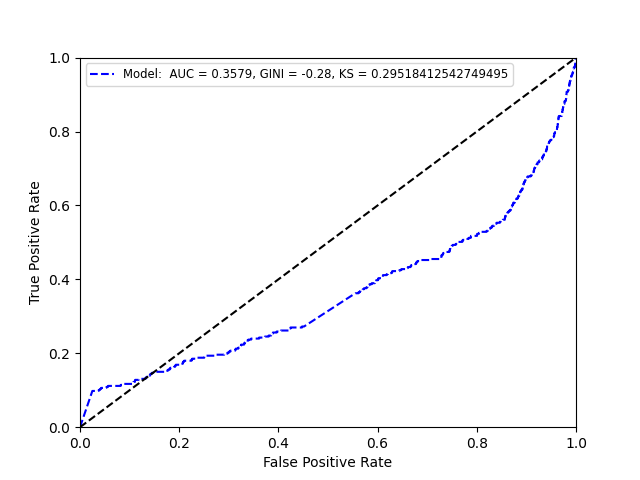 1.0
0.8
0.6
0.4
0.2
0.0
True Positive Rate
Model:  AUC = 0.3579, GINI = -0.28, KS = 0.29518412542749495
0.0 0.2 0.4 0.6 0.8 1.0
False Positive Rate